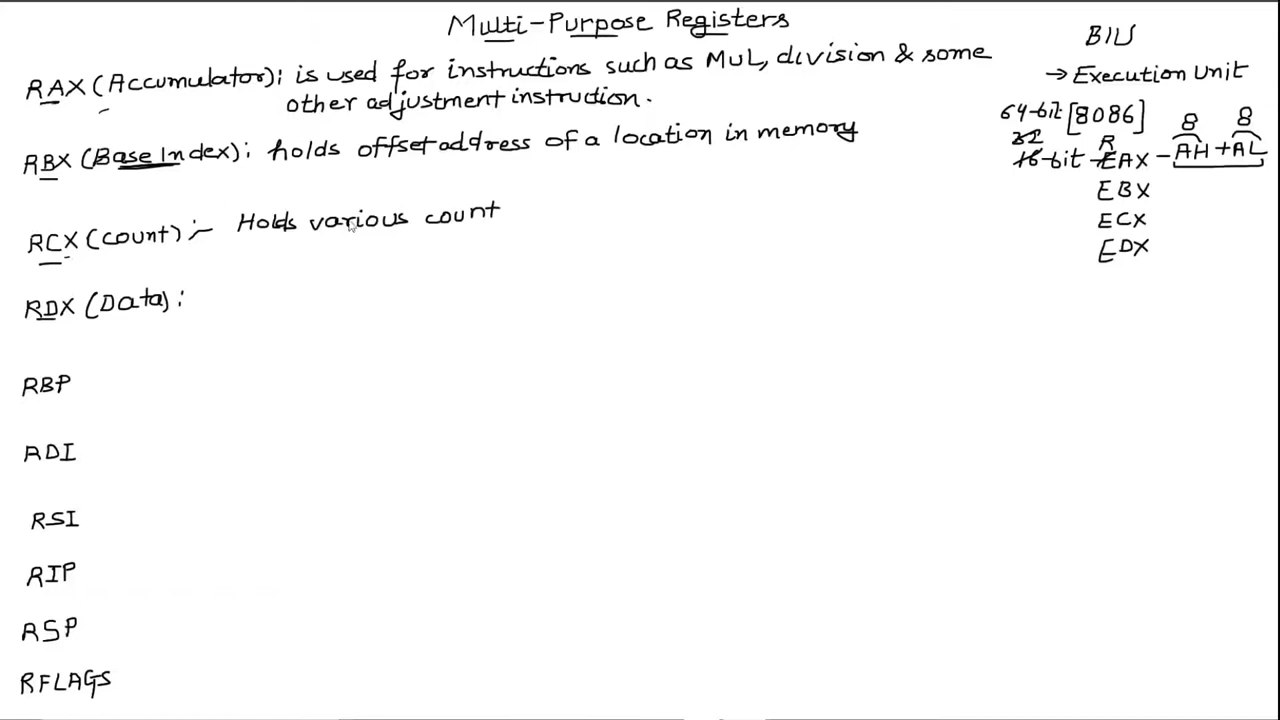 Multi-Purpose Registers
BIU
RAX (Accumulator): is used for instructions such as MUL, division & some
other adjustment instruction.
→ Execution Unit
64-bit [8086] 8 8
32 R
16-bit - EAX - AH + AL
RBX (Base Index): holds offset address of a location in memory
EBX
ECX
EDX
RCX (Count) :- Holds various count
RDX (Data) :
RBP
RDI
RSI
RIP
RSP
RFLAGS